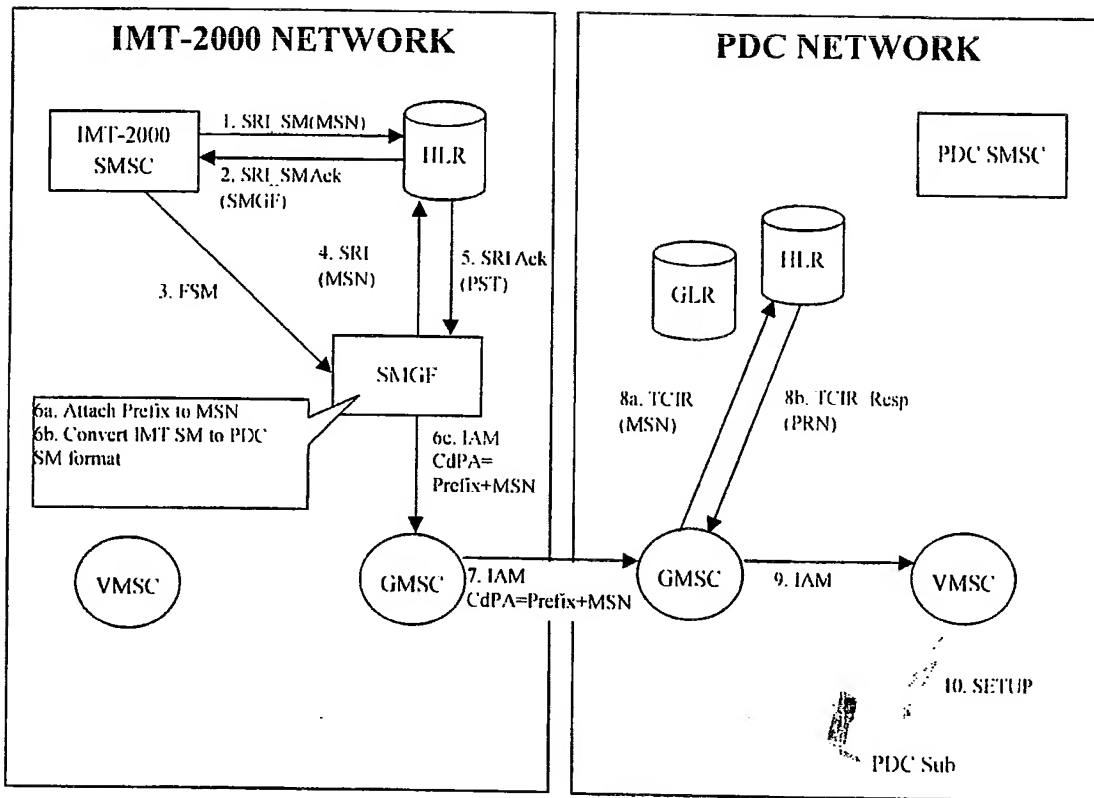 IMT-2000 NETWORK
PDC NETWORK
IMT-2000
SMSC
1. SRI_SM(MSN)
2. SRI_SMAck
(SMGF)
HLR
PDC SMSC
4. SRI
(MSN)
5. SRI Ack
(PST)
3. FSM
GLR
HLR
SMGF
6a. Attach Prefix to MSN
6b. Convert IMT SM to PDC
SM format
6c. IAM
CdPA=
Prefix+MSN
8a. TCIR
(MSN)
8b. TCIR_Resp
(PRN)
VMSC
GMSC
7. IAM
CdPA=Prefix+MSN
GMSC
9. IAM
VMSC
10. SETUP
PDC Sub